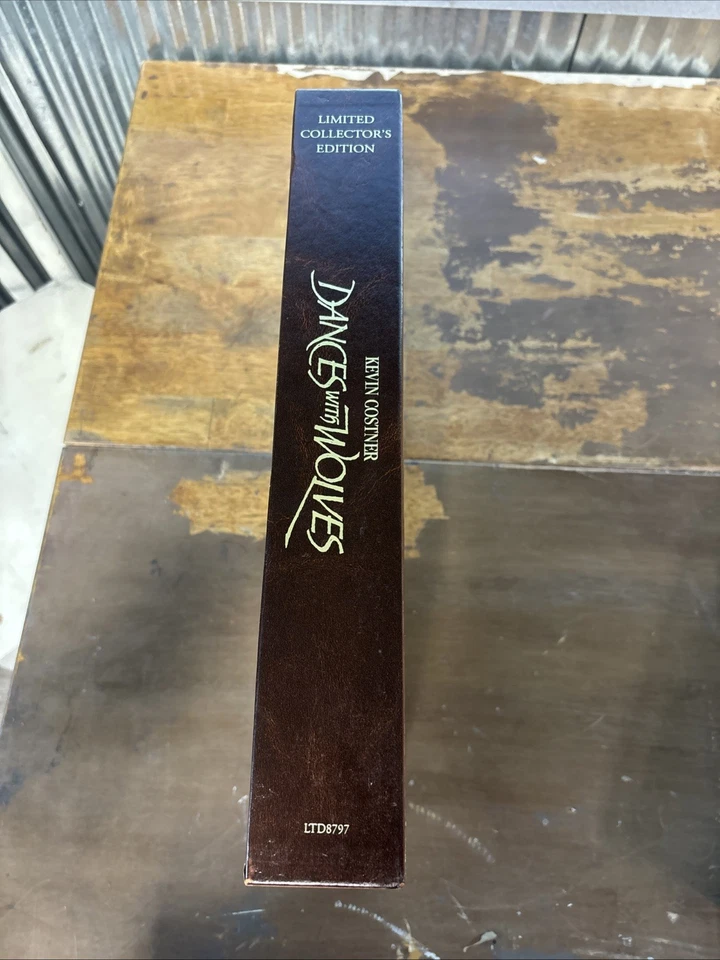 LIMITED
COLLECTOR'S
EDITION
KEVIN COSTNER
DANCES WITH WOLVES
LTD8797